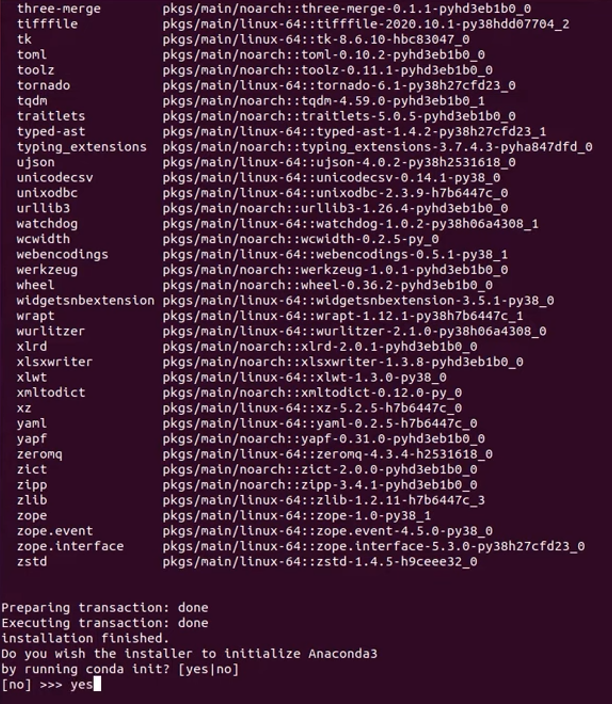 three-merge pkgs/main/noarch::three-merge-0.1.1-pyhd3eb1b0_0
tifffile pkgs/main/linux-64::tifffile-2020.10.1-py38hdd07704_2
tk pkgs/main/linux-64::tk-8.6.10-hbc83047_0
toml pkgs/main/noarch::toml-0.10.2-pyhd3eb1b0_0
toolz pkgs/main/noarch::toolz-0.11.1-pyhd3eb1b0_0
tornado pkgs/main/linux-64::tornado-6.1-py38h27cfd23_0
tqdm pkgs/main/noarch::tqdm-4.59.0-pyhd3eb1b0_1
traitlets pkgs/main/noarch::traitlets-5.0.5-pyhd3eb1b0_0
typed-ast pkgs/main/linux-64::typed-ast-1.4.2-py38h27cfd23_1
typing_extensions pkgs/main/noarch::typing_extensions-3.7.4.3-pyha847dfd_0
ujson pkgs/main/linux-64::ujson-4.0.2-py38h2531618_0
unicodecsv pkgs/main/linux-64::unicodecsv-0.14.1-py38_0
unixodbc pkgs/main/linux-64::unixodbc-2.3.9-h7b6447c_0
urllib3 pkgs/main/noarch::urllib3-1.26.4-pyhd3eb1b0_0
watchdog pkgs/main/linux-64::watchdog-1.0.2-py38h06a4308_1
wcwidth pkgs/main/noarch::wcwidth-0.2.5-py_0
webencodings pkgs/main/linux-64::webencodings-0.5.1-py38_1
werkzeug pkgs/main/noarch::werkzeug-1.0.1-pyhd3eb1b0_0
wheel pkgs/main/noarch::wheel-0.36.2-pyhd3eb1b0_0
widgetsnbextension pkgs/main/linux-64::widgetsnbextension-3.5.1-py38_0
wrapt pkgs/main/linux-64::wrapt-1.12.1-py38h7b6447c_1
wurlitzer pkgs/main/linux-64::wurlitzer-2.1.0-py38h06a4308_0
xlrd pkgs/main/noarch::xlrd-2.0.1-pyhd3eb1b0_0
xlsxwriter pkgs/main/noarch::xlsxwriter-1.3.8-pyhd3eb1b0_0
xlwt pkgs/main/linux-64::xlwt-1.3.0-py38_0
xmltodict pkgs/main/noarch::xmltodict-0.12.0-py_0
xz pkgs/main/linux-64::xz-5.2.5-h7b6447c_0
yaml pkgs/main/linux-64::yaml-0.2.5-h7b6447c_0
yapf pkgs/main/noarch::yapf-0.31.0-pyhd3eb1b0_0
zeromq pkgs/main/linux-64::zeromq-4.3.4-h2531618_0
zict pkgs/main/noarch::zict-2.0.0-pyhd3eb1b0_0
zipp pkgs/main/noarch::zipp-3.4.1-pyhd3eb1b0_0
zlib pkgs/main/linux-64::zlib-1.2.11-h7b6447c_3
zope pkgs/main/linux-64::zope-1.0-py38_1
zope.event pkgs/main/linux-64::zope.event-4.5.0-py38_0
zope.interface pkgs/main/linux-64::zope.interface-5.3.0-py38h27cfd23_0
zstd pkgs/main/linux-64::zstd-1.4.5-h9ceee32_0
Preparing transaction: done
Executing transaction: done
installation finished.
Do you wish the installer to initialize Anaconda3
by running conda init? [yes|no]
[no] >>> yes